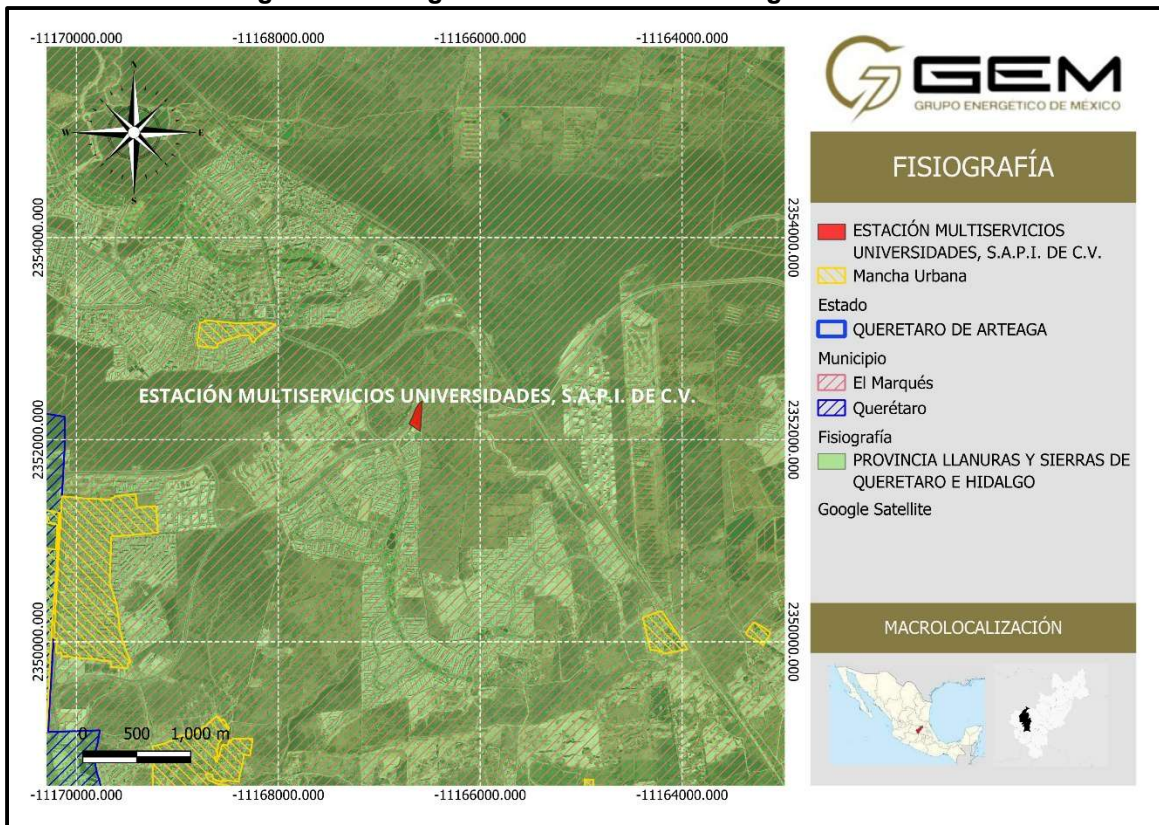 -11170000.000 -11168000.000 -11166000.000 -11164000.000
N
W E
S
2354000.000 2354000.000
ESTACIÓN MULTISERVICIOS UNIVERSIDADES, S.A.P.I. DE C.V.
2352000.000 2352000.000
2350000.000 2350000.000
0 500 1,000 m
-11170000.000 -11168000.000 -11166000.000 -11164000.000
GEM
GRUPO ENERGÉTICO DE MÉXICO
FISIOGRAFÍA
ESTACIÓN MULTISERVICIOS
UNIVERSIDADES, S.A.P.I. DE C.V.
Mancha Urbana
Estado
QUERETARO DE ARTEAGA
Municipio
El Marqués
Querétaro
Fisiografía
PROVINCIA LLANURAS Y SIERRAS DE
QUERETARO E HIDALGO
Google Satellite
MACROLOCALIZACIÓN